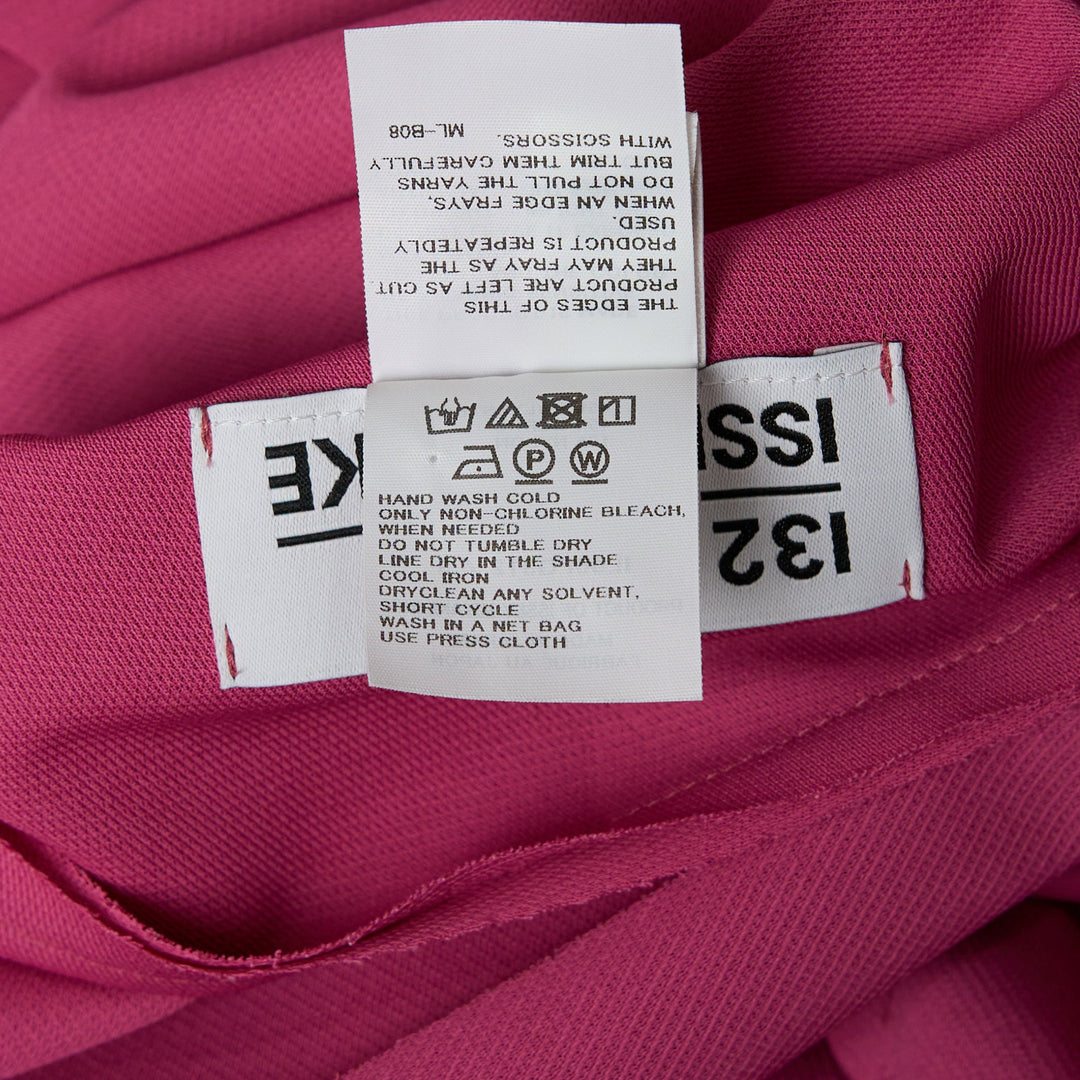 THE EDGES OF THIS
PRODUCT ARE LEFT AS CUT.
THEY MAY FRAY AS THE
PRODUCT IS REPEATEDLY
USED.
WHEN AN EDGE FRAYS,
DO NOT PULL THE YARNS
BUT TRIM THEM CAREFULLY
WITH SCISSORS.
ML-B08
P W
HAND WASH COLD
ONLY NON-CHLORINE BLEACH,
WHEN NEEDED
DO NOT TUMBLE DRY
LINE DRY IN THE SHADE
COOL IRON
DRYCLEAN ANY SOLVENT,
SHORT CYCLE
WASH IN A NET BAG
USE PRESS CLOTH
132
ISS
KE